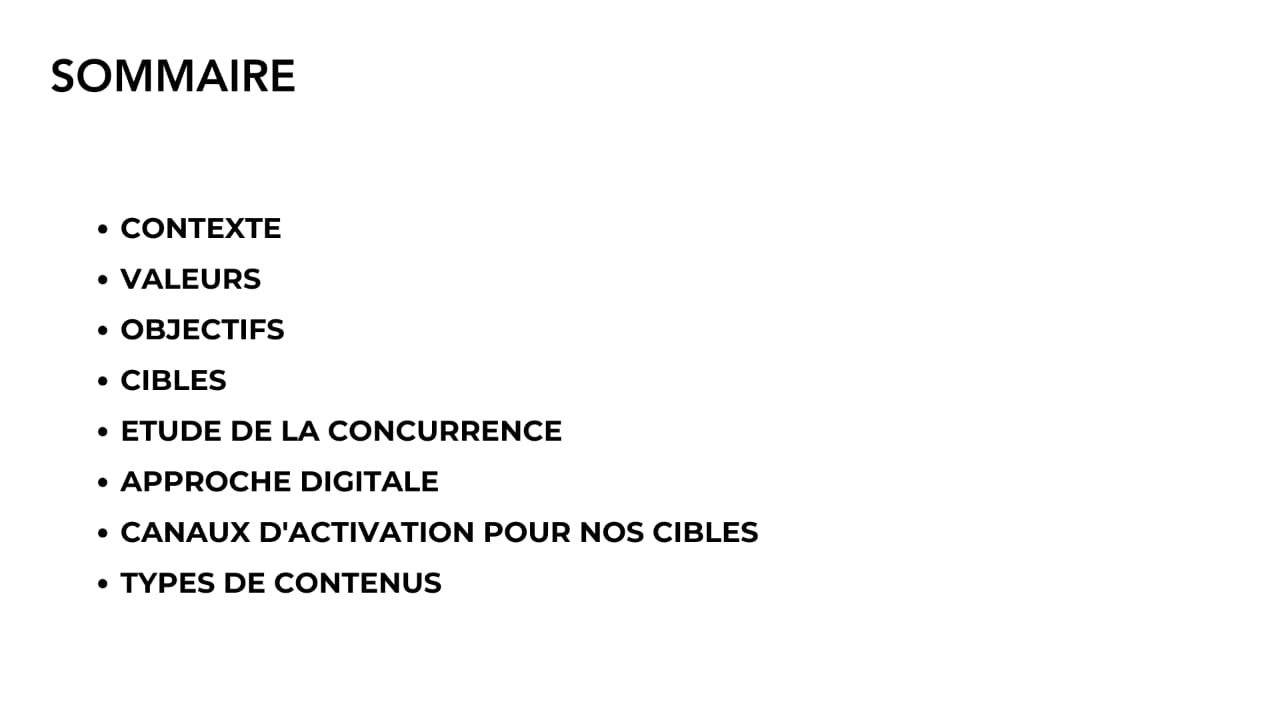 SOMMAIRE
• CONTEXTE
• VALEURS
• OBJECTIFS
• CIBLES
• ETUDE DE LA CONCURRENCE
• APPROCHE DIGITALE
• CANAUX D'ACTIVATION POUR NOS CIBLES
• TYPES DE CONTENUS